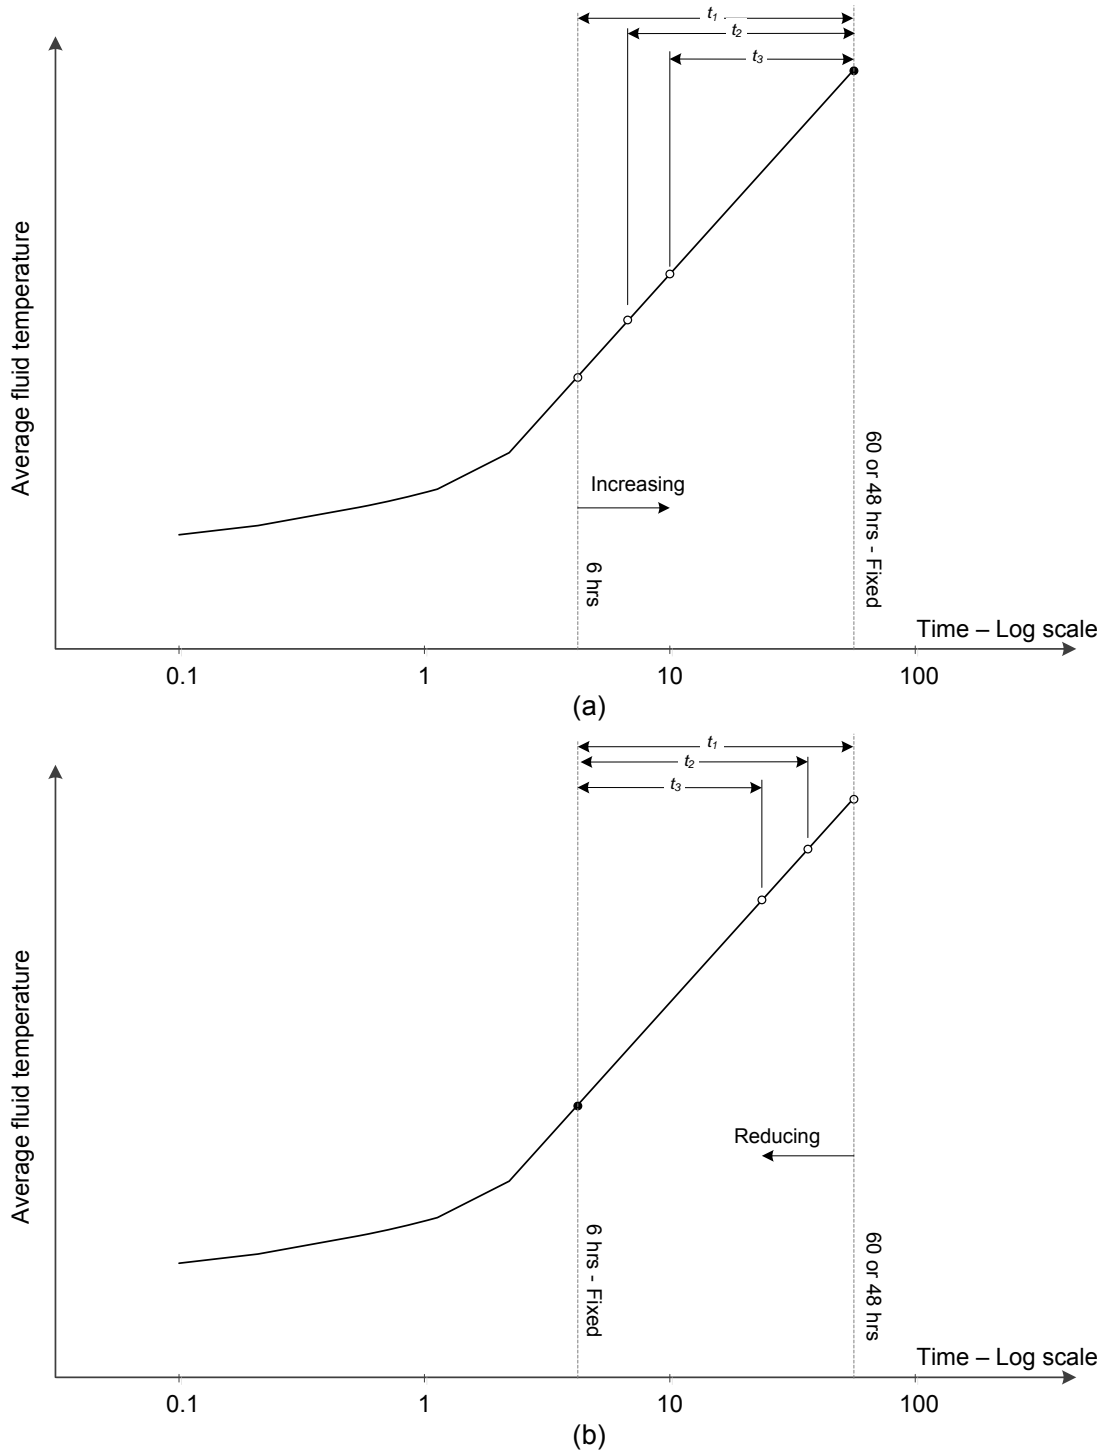 t1
t2
t3
Average fluid temperature
60 or 48 hrs - Fixed
Increasing
6 hrs
Time – Log scale
0.1 1 10 100
(a)
t1
t2
t3
Average fluid temperature
Reducing
6 hrs - Fixed
60 or 48 hrs
Time – Log scale
0.1 1 10 100
(b)